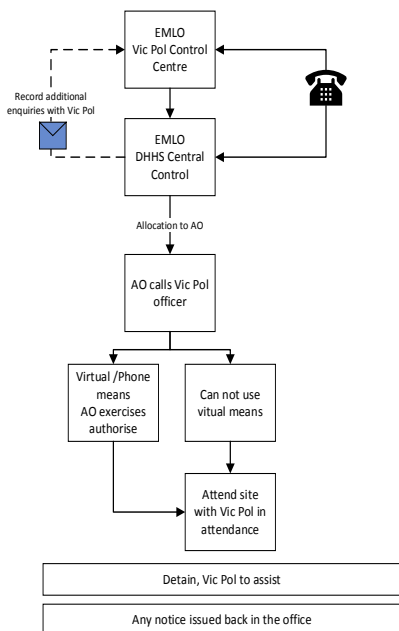 EMLO
Vic Pol Control
Centre
Record additional
enquiries with Vic Pol
EMLO
DHHS Central
Control
Allocation to AO
AO calls Vic Pol
officer
Virtual /Phone
means
AO exercises
authorise
Can not use
vitual means
Attend site
with Vic Pol in
attendance
Detain, Vic Pol to assist
Any notice issued back in the office